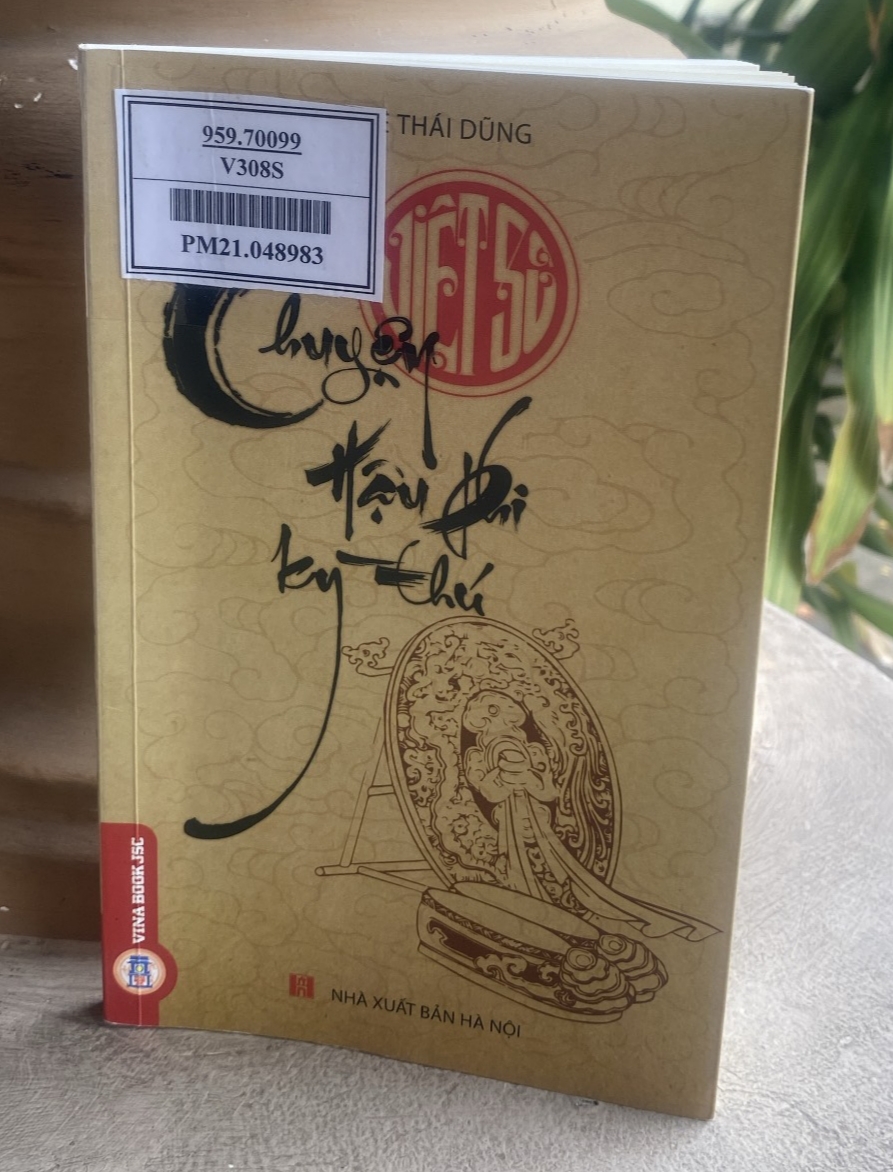 959.70099
V308S
PM21.048983
THÁI DŨNG
VIỆT SỬ
Chuyện
Hậu Phi
kỳ thú
VINA BOOK JSC
NHÀ XUẤT BẢN HÀ NỘI